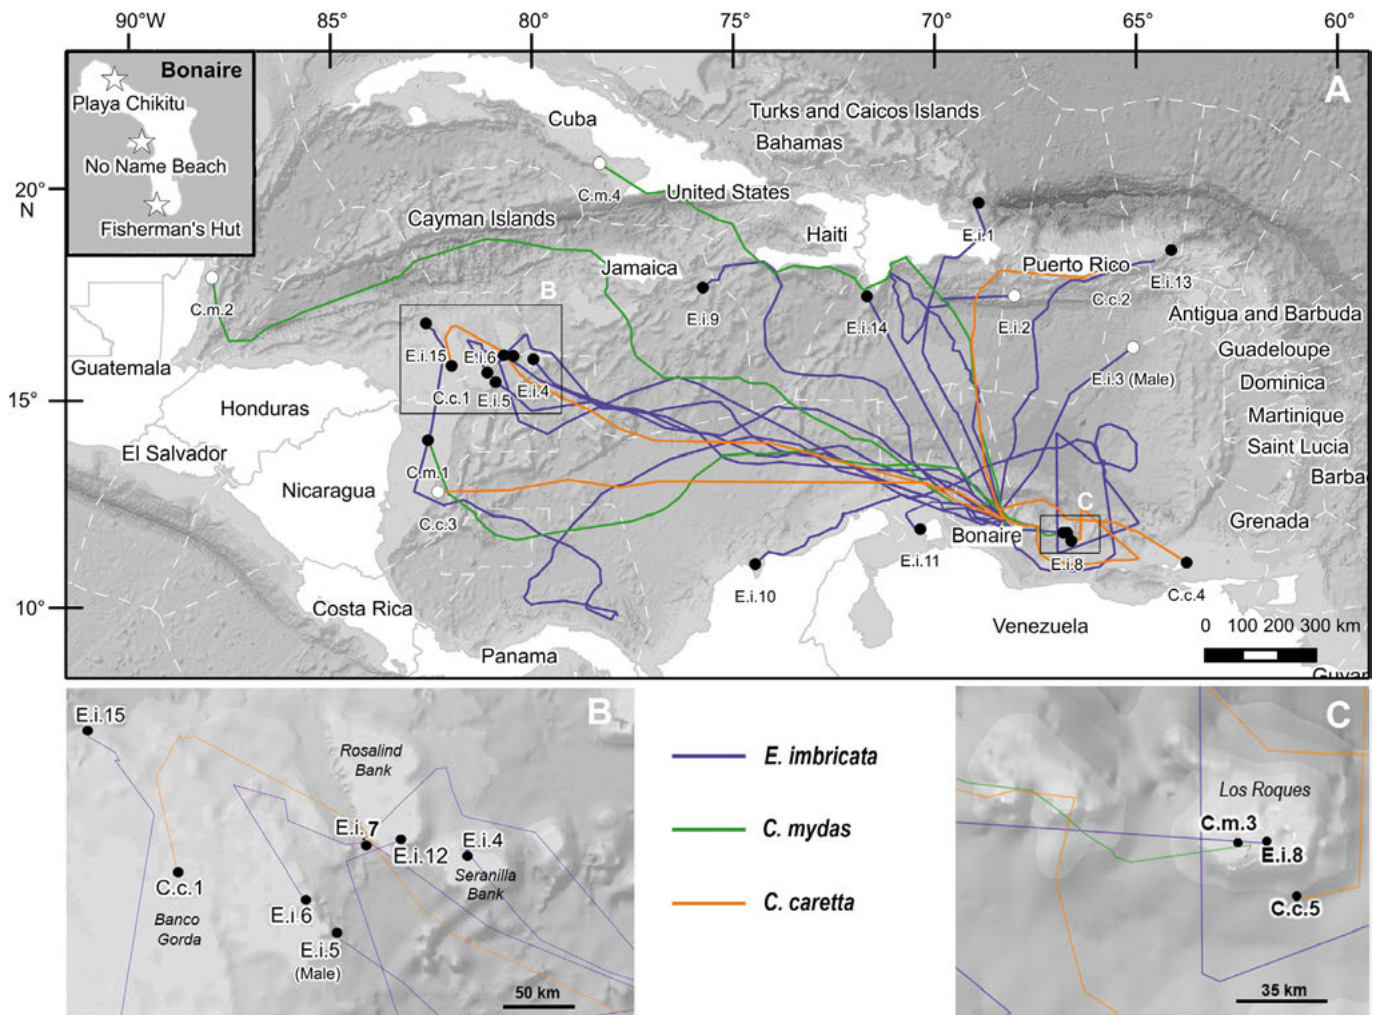 90°W
85°
80°
75°
70°
65°
60°
20°
N
15°
10°
Bonaire
Playa Chikitu
No Name Beach
Fisherman's Hut
A
Cuba
Turks and Caicos Islands
Bahamas
C.m.4
United States
Cayman Islands
Haiti
E.i.1
Jamaica
Puerto Rico
C.m.2
B
E.i.9
E.i.14
E.i.2
C.c.2
E.i.13
Antigua and Barbuda
Guatemala
E.i.15
E.i.6
E.i.4
E.i.3 (Male)
Guadeloupe
Dominica
C.c.1
E.i.5
Honduras
Martinique
El Salvador
Saint Lucia
C.m.1
Barbad
Nicaragua
C.c.3
C
Grenada
Bonaire
E.i.11
E.i.8
E.i.10
C.c.4
Costa Rica
Venezuela
0 100 200 300 km
Panama
Guyan
E.i.15
B
Rosalind
Bank
E.i.7
E.i.12
E.i.4
Seranilla
Bank
C.c.1
E.i.6
Banco
Gorda
E.i.5
(Male)
50 km
E. imbricata
C. mydas
C. caretta
C
Los Roques
C.m.3
E.i.8
C.c.5
35 km